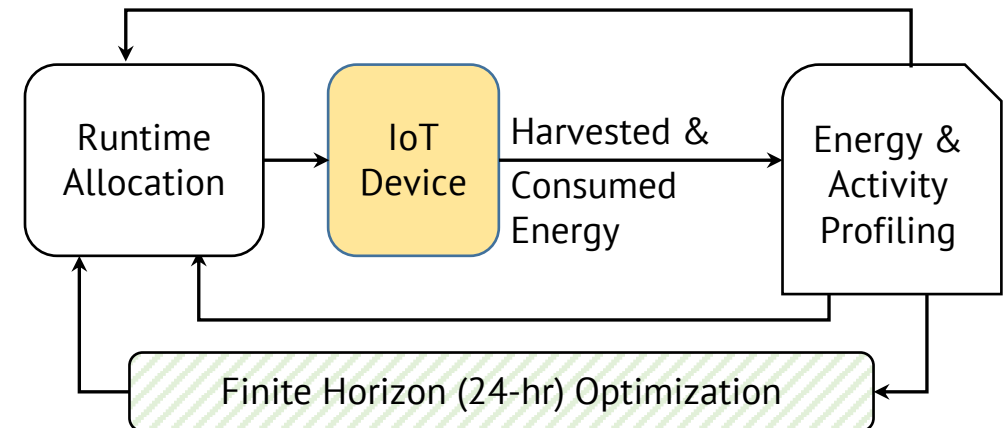 Runtime
Allocation
IoT
Device
Harvested &
Consumed
Energy
Energy &
Activity
Profiling
Finite Horizon (24-hr) Optimization